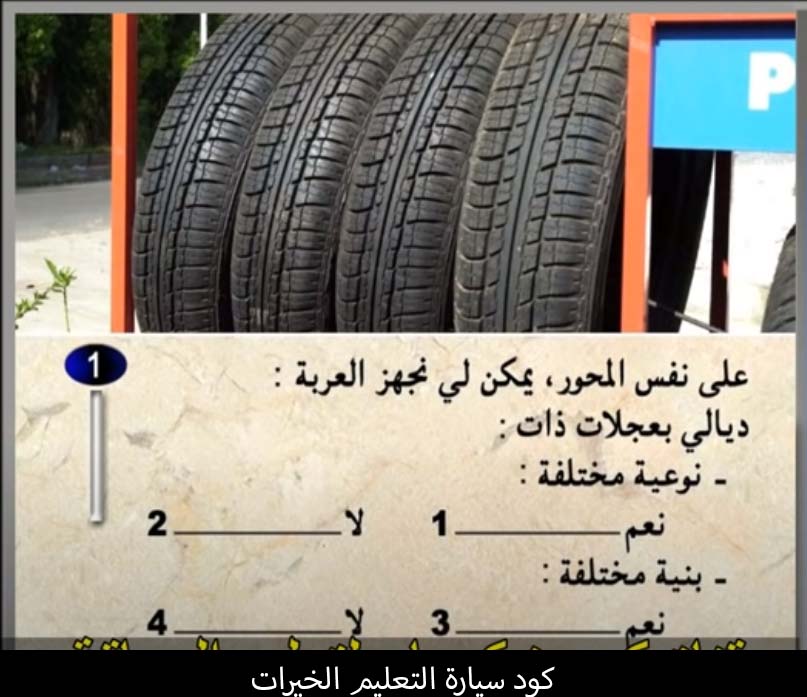 P
1
على نفس المحور، يمكن لي نجهز العربة :
ديالي بعجلات ذات :
- نوعية مختلفة :
نعم 1 لا 2
- بنية مختلفة :
نعم 3 لا 4
كود سيارة التعليم الخيرات